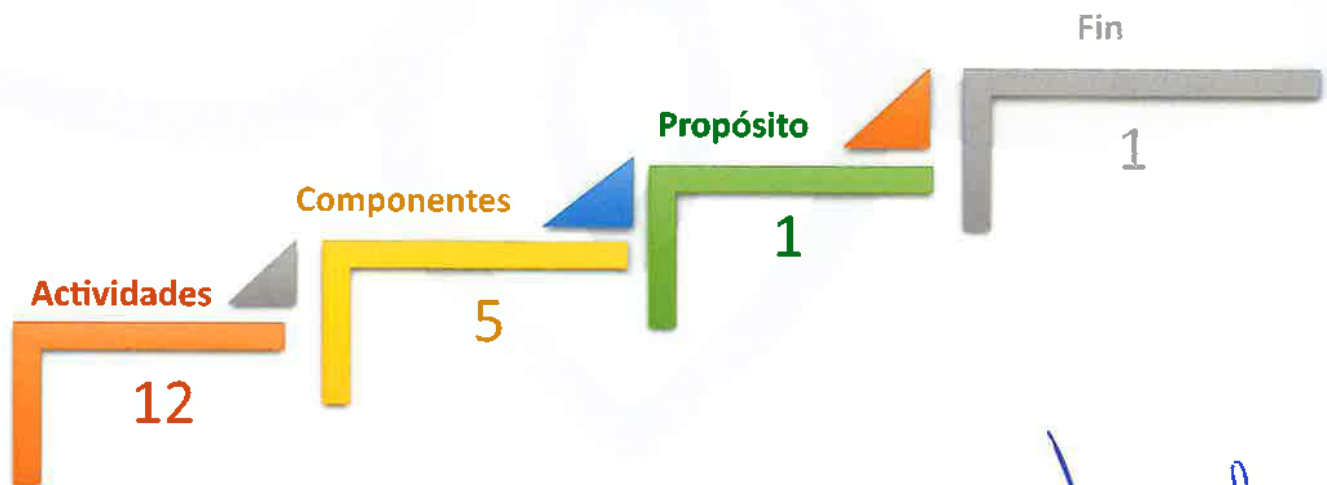 Fin
1
Propósito
1
Componentes
5
Actividades
12